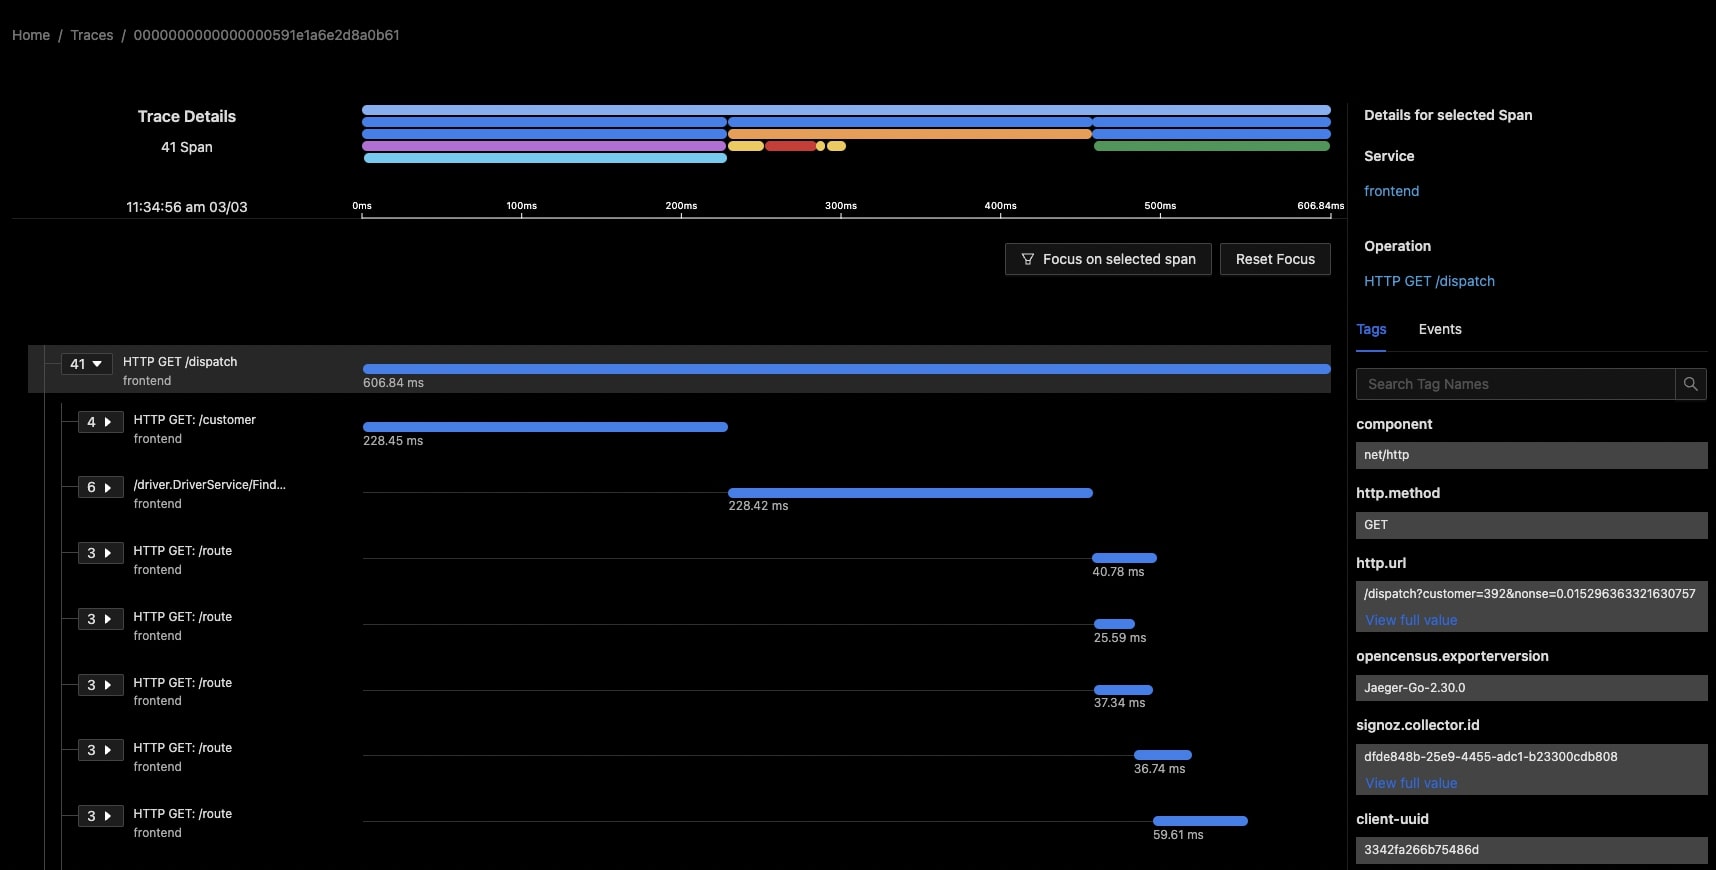 Home / Traces / 0000000000000000591e1a6e2d8a0b61
Trace Details
41 Span
11:34:56 am 03/03
0ms 100ms 200ms 300ms 400ms 500ms 606.84ms
Focus on selected span Reset Focus
41 HTTP GET /dispatch
frontend
606.84 ms
4 HTTP GET: /customer
frontend
228.45 ms
6 /driver.DriverService/Find...
frontend
228.42 ms
3 HTTP GET: /route
frontend
40.78 ms
3 HTTP GET: /route
frontend
25.59 ms
3 HTTP GET: /route
frontend
37.34 ms
3 HTTP GET: /route
frontend
36.74 ms
3 HTTP GET: /route
frontend
59.61 ms
Details for selected Span
Service
frontend
Operation
HTTP GET /dispatch
Tags Events
Search Tag Names
component
net/http
http.method
GET
http.url
/dispatch?customer=392&nonse=0.015296363321630757
View full value
opencensus.exporterversion
Jaeger-Go-2.30.0
signoz.collector.id
dfde848b-25e9-4455-adc1-b23300cdb808
View full value
client-uuid
3342fa266b75486d